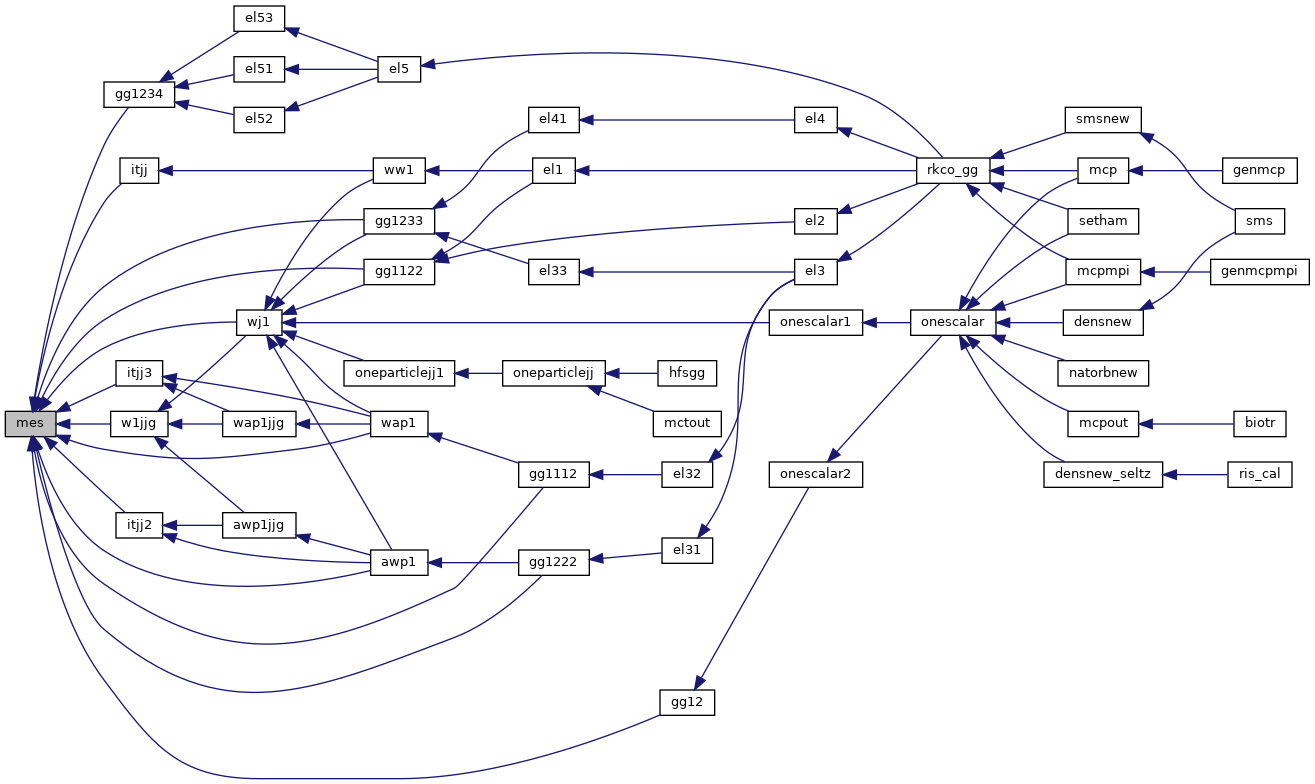 el53
el51
el5
gg1234
el52
el41
el4
smsnew
itjj
ww1
el1
rkco_gg
mcp
genmcp
gg1233
el2
setham
sms
gg1122
el33
el3
mcpmpi
genmcpmpi
wj1
onescalar1
onescalar
densnew
itjj3
oneparticlejj1
oneparticlejj
hfsgg
natorbnew
mes
w1jjg
wap1jjg
wap1
mctout
mcpout
biotr
gg1112
el32
onescalar2
densnew_seltz
ris_cal
itjj2
awp1jjg
awp1
gg1222
el31
gg12